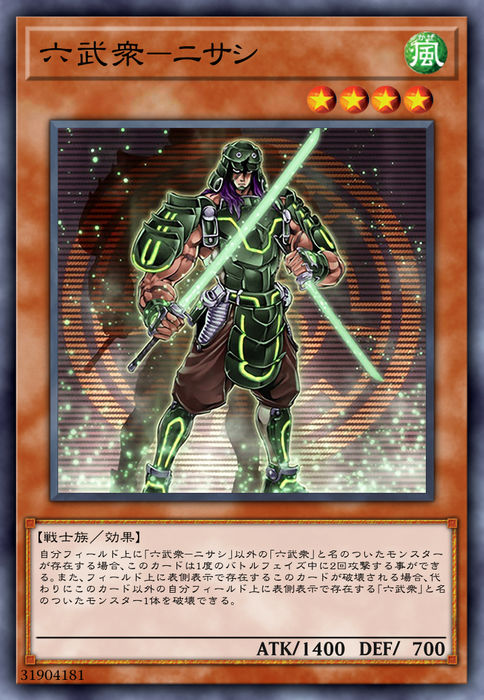 六武衆－ニサシ
かぜ
風
【戦士族／効果】
自分フィールド上に「六武衆－ニサシ」以外の「六武衆」と名のついたモンスター
が存在する場合、このカードは1度のバトルフェイズ中に2回攻撃する事ができ
る。また、フィールド上に表側表示で存在するこのカードが破壊される場合、代
わりにこのカード以外の自分フィールド上に表側表示で存在する「六武衆」と名
のついたモンスター1体を破壊できる。
ATK/1400 DEF/ 700
31904181